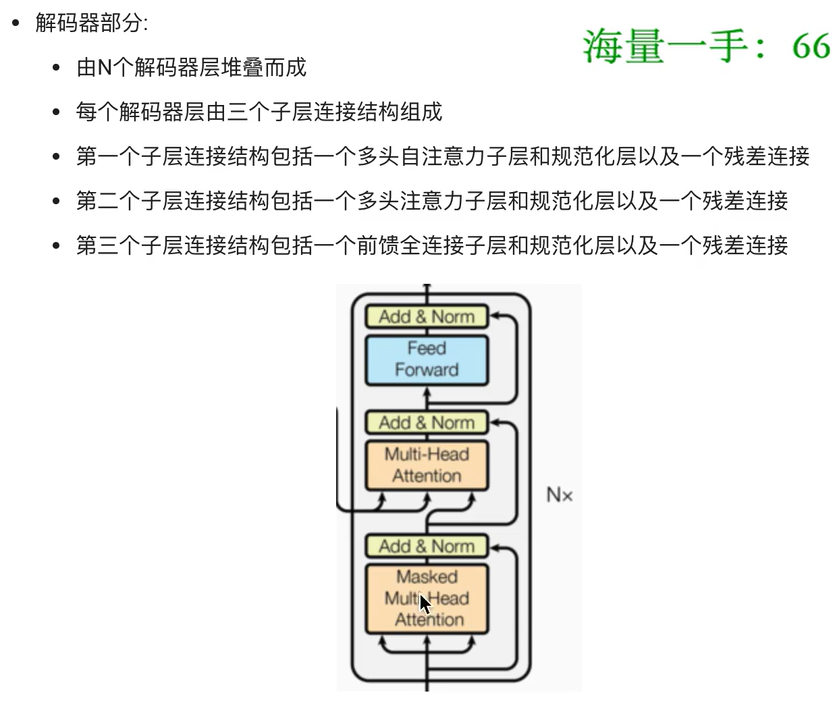 解码器部分:
海量一手：66
由N个解码器层堆叠而成
每个解码器层由三个子层连接结构组成
第一个子层连接结构包括一个多头自注意力子层和规范化层以及一个残差连接
第二个子层连接结构包括一个多头注意力子层和规范化层以及一个残差连接
第三个子层连接结构包括一个前馈全连接子层和规范化层以及一个残差连接
Add & Norm
Feed
Forward
Add & Norm
Multi-Head
Attention
N×
Add & Norm
Masked
Multi-Head
Attention